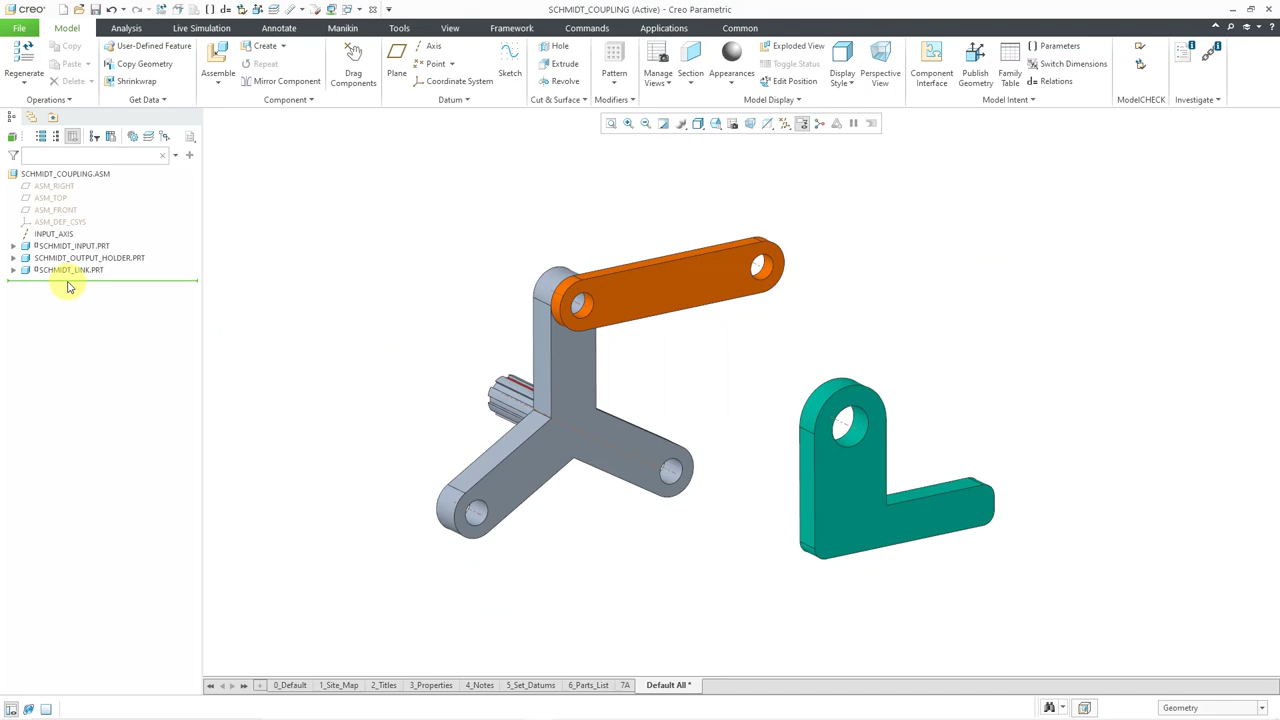 creo
SCHMIDT_COUPLING (Active) - Creo Parametric
File
Model
Analysis
Live Simulation
Annotate
Manikin
Tools
View
Framework
Commands
Applications
Common
Regenerate
Copy
Paste
Delete
Operations
User-Defined Feature
Copy Geometry
Shrinkwrap
Get Data
Assemble
Create
Repeat
Mirror Component
Component
Drag Components
Plane
Axis
Point
Coordinate System
Sketch
Datum
Hole
Extrude
Revolve
Cut & Surface
Pattern
Modifiers
Manage Views
Section
Appearances
Exploded View
Toggle Status
Edit Position
Display Style
Perspective View
Model Display
Component Interface
Publish Geometry
Family Table
Parameters
Switch Dimensions
Relations
Model Intent
ModelCHECK
Investigate
SCHMIDT_COUPLING.ASM
ASM_RIGHT
ASM_TOP
ASM_FRONT
ASM_DEF_CSYS
INPUT_AXIS
SCHMIDT_INPUT.PRT
SCHMIDT_OUTPUT_HOLDER.PRT
SCHMIDT_LINK.PRT
0_Default
1_Site_Map
2_Titles
3_Properties
4_Notes
5_Set_Datums
6_Parts_List
7A
Default All *
Geometry